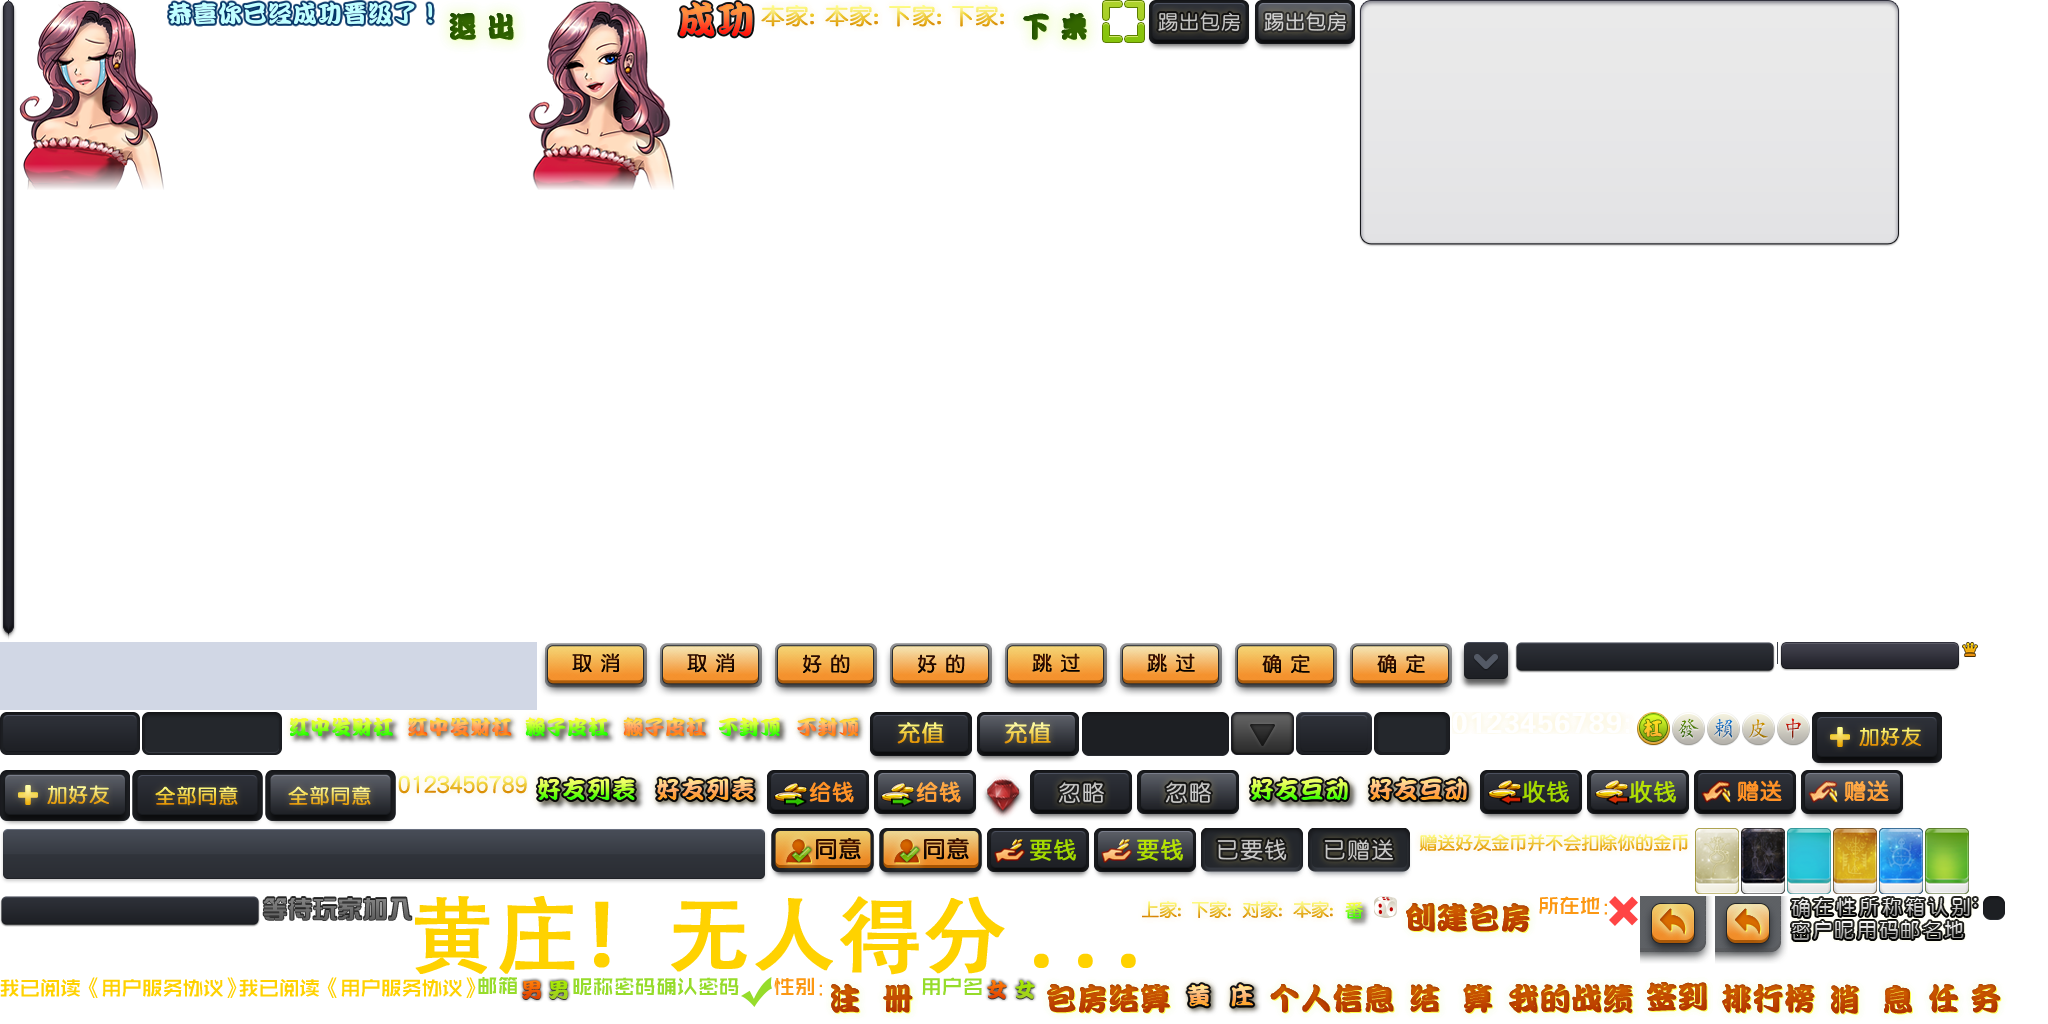 恭喜你已经成功晋级了！ 退出 成功 本家: 本家: 下家: 下家: 下桌 踢出包房 踢出包房
取消 取消 好的 好的 跳过 跳过 确定 确定
红中发财杠 红中发财杠 赖子皮杠 赖子皮杠 不封顶 不封顶 充值 充值 0123456789 杠 發 賴 皮 中 加好友
加好友 全部同意 全部同意 0123456789 好友列表 好友列表 给钱 给钱 忽略 忽略 好友互动 好友互动 收钱 收钱 赠送 赠送
同意 同意 要钱 要钱 已要钱 已赠送 赠送好友金币并不会扣除你的金币
等待玩家加入 黄庄！无人得分... 上家: 下家: 对家: 本家: 番 创建包房 所在地: 确在性所称箱认别:
密户昵用码邮名地
我已阅读《用户服务协议》我已阅读《用户服务协议》邮箱 男 男 昵称密码确认密码 性别: 注册 用户名 女 女 包房结算 黄庄 个人信息 结算 我的战绩 签到 排行榜 消息 任务